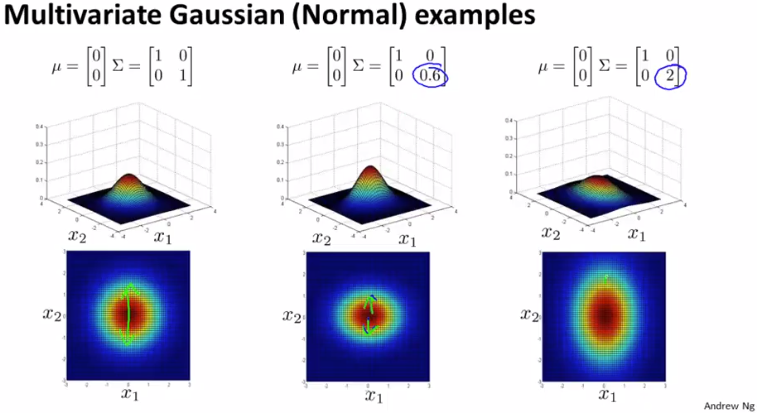 Multivariate Gaussian (Normal) examples
μ = [0 0] Σ = [1 0 0 1]
μ = [0 0] Σ = [1 0 0 0.6]
μ = [0 0] Σ = [1 0 0 2]
x2 x1
x2 x1
x2 x1
x2
x2
x2
x1
x1
x1
Andrew Ng